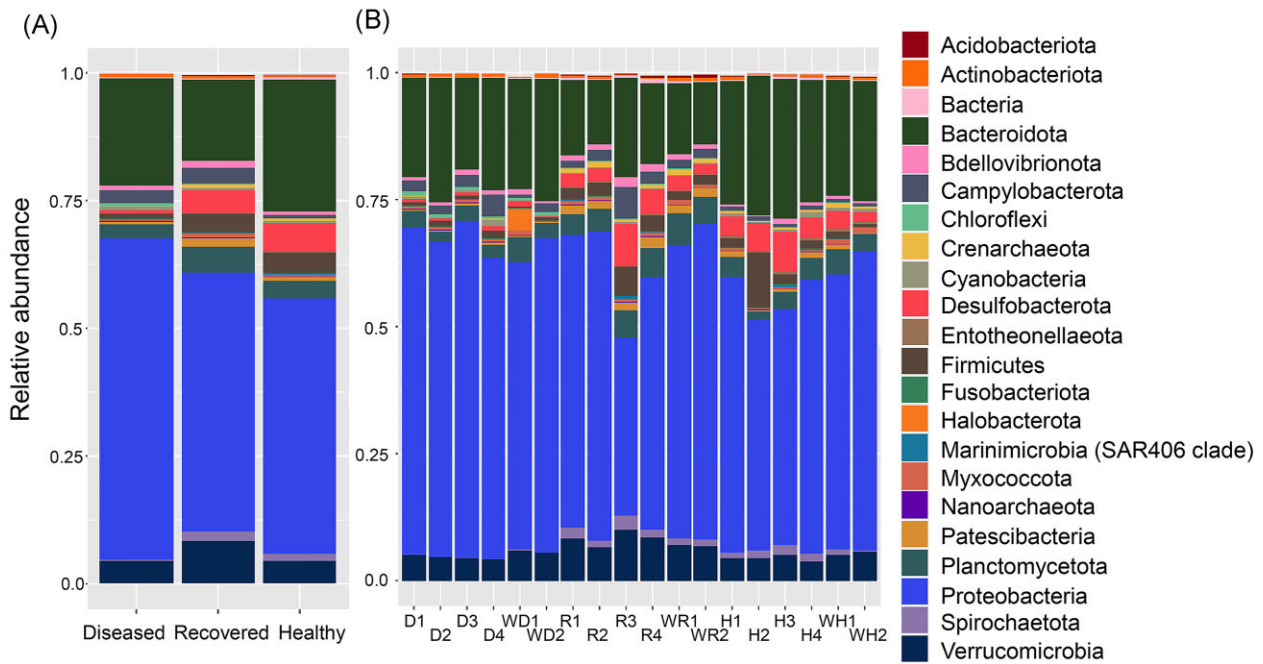 (A)
Relative abundance
1.0
0.75
0.5
0.25
0.0
Diseased Recovered Healthy
(B)
1.0
0.75
0.5
0.25
0.0
D1 D3 WD1 R1 R3 WR1 H1 H3 WH1
D2 D4 WD2 R2 R4 WR2 H2 H4 WH2
Acidobacteriota
Actinobacteriota
Bacteria
Bacteroidota
Bdellovibrionota
Campylobacterota
Chloroflexi
Crenarchaeota
Cyanobacteria
Desulfobacterota
Entotheonellaeota
Firmicutes
Fusobacteriota
Halobacterota
Marinimicrobia (SAR406 clade)
Myxococcota
Nanoarchaeota
Patescibacteria
Planctomycetota
Proteobacteria
Spirochaetota
Verrucomicrobia